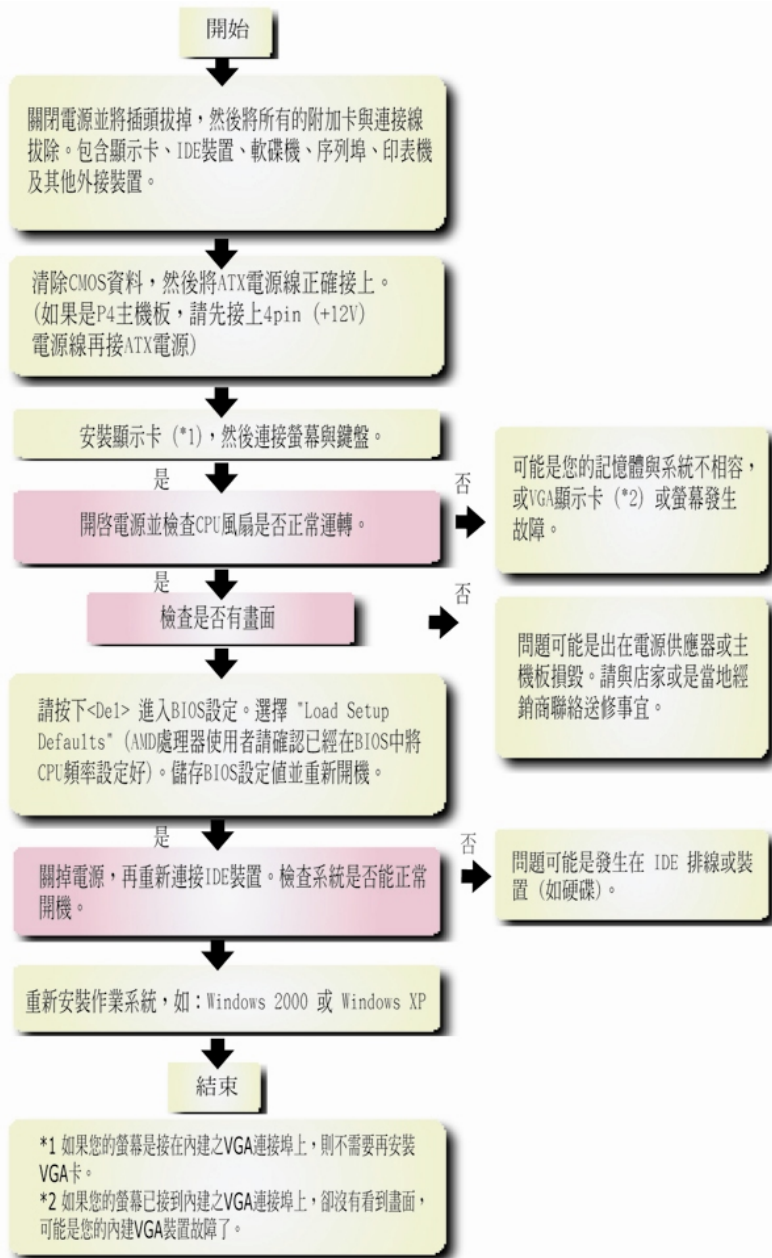 開始
關閉電源並將插頭拔掉，然後將所有的附加卡與連接線
拔除。包含顯示卡、IDE裝置、軟碟機、序列埠、印表機
及其他外接裝置。
清除CMOS資料，然後將ATX電源線正確接上。
(如果是P4主機板，請先接上4pin (+12V)
電源線再接ATX電源)
安裝顯示卡 (*1)，然後連接螢幕與鍵盤。
是
否
開啟電源並檢查CPU風扇是否正常運轉。
可能是您的記憶體與系統不相容，
或VGA顯示卡 (*2) 或螢幕發生
故障。
是
否
檢查是否有畫面
問題可能是出在電源供應器或主
機板損毀。請與店家或是當地經
銷商聯絡送修事宜。
請按下<Del> 進入BIOS設定。選擇 "Load Setup
Defaults" (AMD處理器使用者請確認已經在BIOS中將
CPU頻率設定好)。儲存BIOS設定值並重新開機。
是
否
關掉電源，再重新連接IDE裝置。檢查系統是否能正常
開機。
問題可能是發生在 IDE 排線或裝
置 (如硬碟)。
重新安裝作業系統，如：Windows 2000 或 Windows XP
結束
*1 如果您的螢幕是接在內建之VGA連接埠上，則不需要再安裝
VGA卡。
*2 如果您的螢幕已接到內建之VGA連接埠上，卻沒有看到畫面，
可能是您的內建VGA裝置故障了。